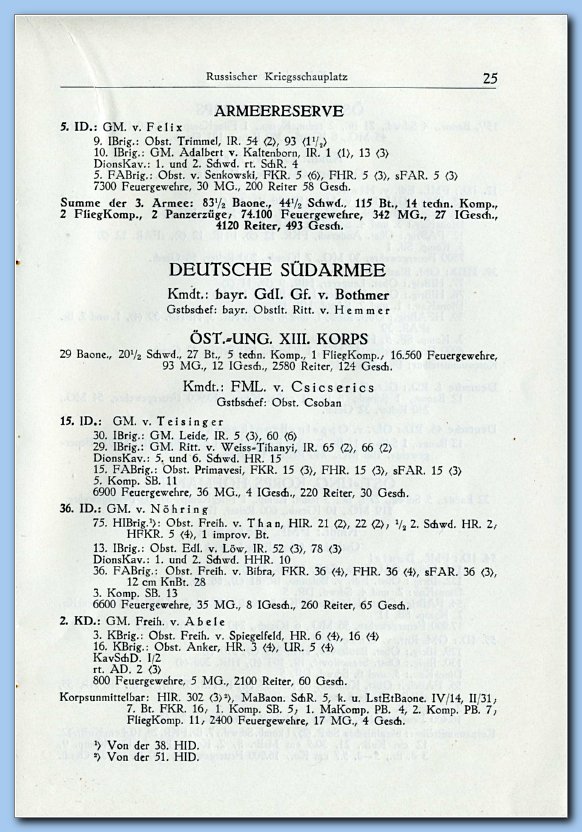 Russischer Kriegsschauplatz 25
ARMEERESERVE
5. ID.: GM. v. Felix
9. IBrig.: Obst. Trimmel, IR. 54 (2), 93 (1¹/₂)
10. IBrig.: GM. Adalbert v. Kaltenborn, IR. 1 (1), 13 (3)
DionsKav.: 1. und 2. Schwd. rt. SchR. 4
5. FABrig.: Obst. v. Senkowski, FKR. 5 (6), FHR. 5 (3), sFAR. 5 (3)
7300 Feuergewehre, 30 MG., 200 Reiter 58 Gesch.
Summe der 3. Armee: 83¹/₂ Baone., 44¹/₂ Schwd., 115 Bt., 14 techn. Komp.,
2 FliegKomp., 2 Panzerzüge, 74.100 Feuergewehre, 342 MG., 27 IGesch.,
4120 Reiter, 493 Gesch.
DEUTSCHE SÜDARMEE
Kmdt.: bayr. GdI. Gf. v. Bothmer
Gstbschef: bayr. Obstlt. Ritt. v. Hemmer
ÖST.-UNG. XIII. KORPS
29 Baone., 20¹/₂ Schwd., 27 Bt., 5 techn. Komp., 1 FliegKomp., 16.560 Feuergewehre,
93 MG., 12 IGesch., 2580 Reiter, 124 Gesch.
Kmdt.: FML. v. Csicserics
Gstbschef: Obst. Csoban
15. ID.: GM. v. Teisinger
30. IBrig.: GM. Leide, IR. 5 (3), 60 (6)
29. IBrig.: GM. Ritt. v. Weiss-Tihanyi, IR. 65 (2), 66 (2)
DionsKav.: 5. und 6. Schwd. HR. 15
15. FABrig.: Obst. Primavesi, FKR. 15 (3), FHR. 15 (3), sFAR. 15 (3)
5. Komp. SB. 11
6900 Feuergewehre, 36 MG., 4 IGesch., 220 Reiter, 30 Gesch.
36. ID.: GM. v. Nöhring
75. HIBrig.¹): Obst. Freih. v. Than, HIR. 21 (2), 22 (2), ¹/₂ 2. Schwd. HR. 2,
HFKR. 5 (4), 1 improv. Bt.
13. IBrig.: Obst. Edl. v. Löw, IR. 52 (3), 78 (3)
DionsKav.: 1. und 2. Schwd. HHR. 10
36. FABrig.: Obst. Freih. v. Bibra, FKR. 36 (4), FHR. 36 (4), sFAR. 36 (3),
12 cm KnBt. 28
3. Komp. SB. 13
6600 Feuergewehre, 35 MG., 8 IGesch., 260 Reiter, 65 Gesch.
2. KD.: GM. Freih. v. Abele
3. KBrig.: Obst. Freih. v. Spiegelfeld, HR. 6 (4), 16 (4)
16. KBrig.: Obst. Anker, HR. 3 (4), UR. 5 (4)
KavSchD. I/2
rt. AD. 2 (3)
800 Feuergewehre, 5 MG., 2100 Reiter, 60 Gesch.
Korpsunmittelbar: HIR. 302 (3)²), MaBaon. SchR. 5, k. u. LstEtBaone. IV/14, II/31,
7. Bt. FKR. 16, 1. Komp. SB. 5, 1. MaKomp. PB. 4, 2. Komp. PB. 7,
FliegKomp. 11, 2400 Feuergewehre, 17 MG., 4 Gesch.
¹) Von der 38. HID.
²) Von der 51. HID.